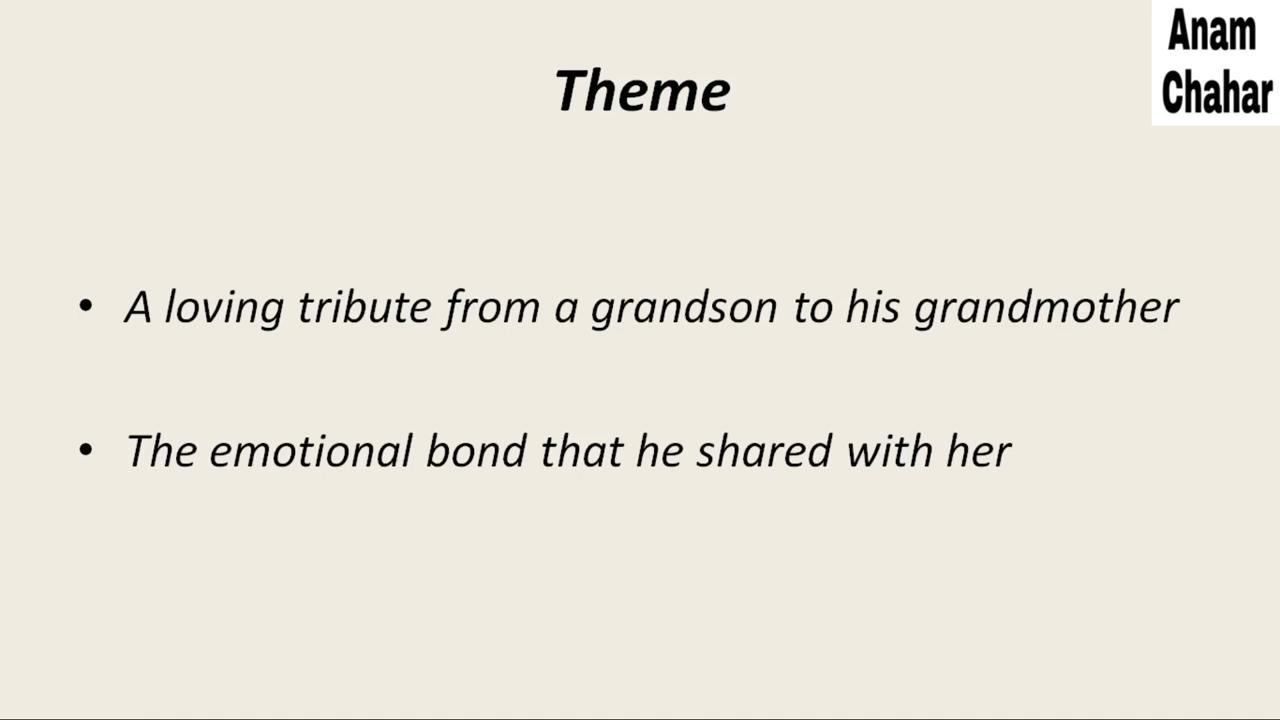 Anam
Chahar
Theme
• A loving tribute from a grandson to his grandmother
• The emotional bond that he shared with her